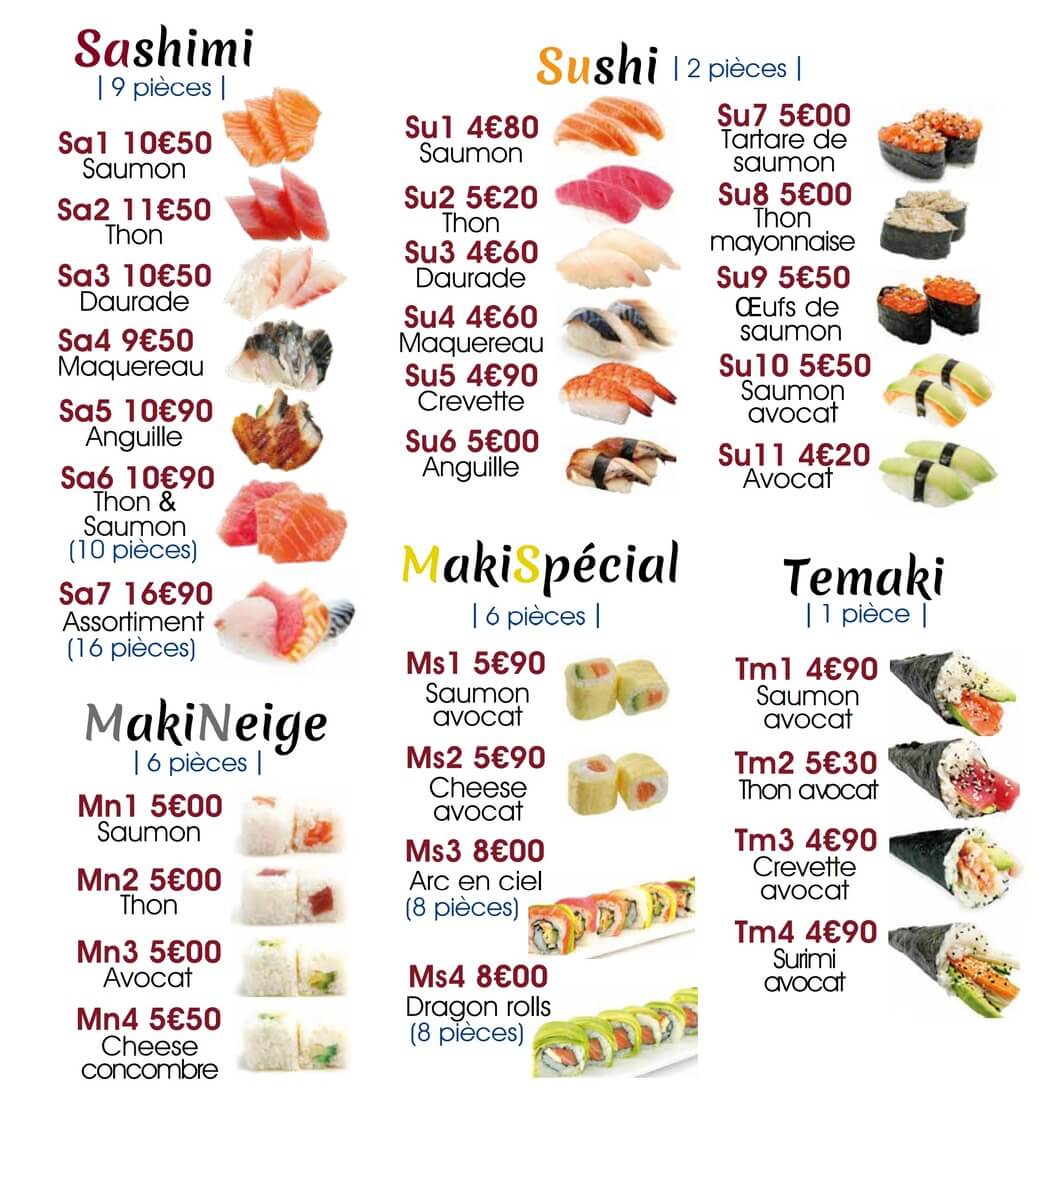 Sashimi
| 9 pièces |
Sa1 10€50
Saumon
Sa2 11€50
Thon
Sa3 10€50
Daurade
Sa4 9€50
Maquereau
Sa5 10€90
Anguille
Sa6 10€90
Thon &
Saumon
(10 pièces)
Sa7 16€90
Assortiment
(16 pièces)
MakiNeige
| 6 pièces |
Mn1 5€00
Saumon
Mn2 5€00
Thon
Mn3 5€00
Avocat
Mn4 5€50
Cheese
concombre
Sushi | 2 pièces |
Su1 4€80
Saumon
Su2 5€20
Thon
Su3 4€60
Daurade
Su4 4€60
Maquereau
Su5 4€90
Crevette
Su6 5€00
Anguille
Su7 5€00
Tartare de
saumon
Su8 5€00
Thon
mayonnaise
Su9 5€50
Œufs de
saumon
Su10 5€50
Saumon
avocat
Su11 4€20
Avocat
MakiSpécial
| 6 pièces |
Ms1 5€90
Saumon
avocat
Ms2 5€90
Cheese
avocat
Ms3 8€00
Arc en ciel
(8 pièces)
Ms4 8€00
Dragon rolls
(8 pièces)
Temaki
| 1 pièce |
Tm1 4€90
Saumon
avocat
Tm2 5€30
Thon avocat
Tm3 4€90
Crevette
avocat
Tm4 4€90
Surimi
avocat